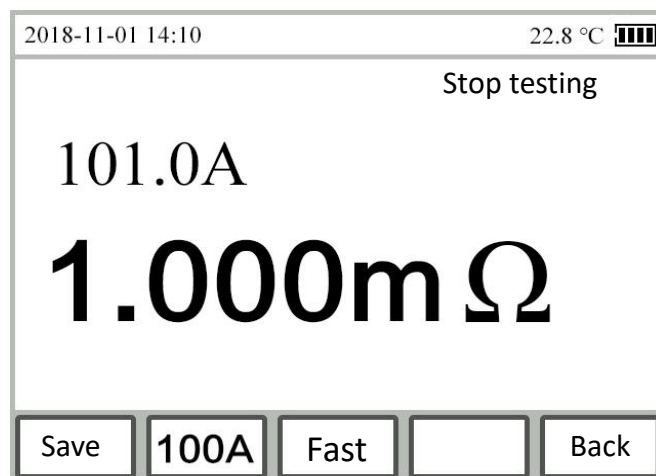 2018-11-01 14:10 22.8 °C
Stop testing
101.0A
1.000mΩ
Save 100A Fast Back